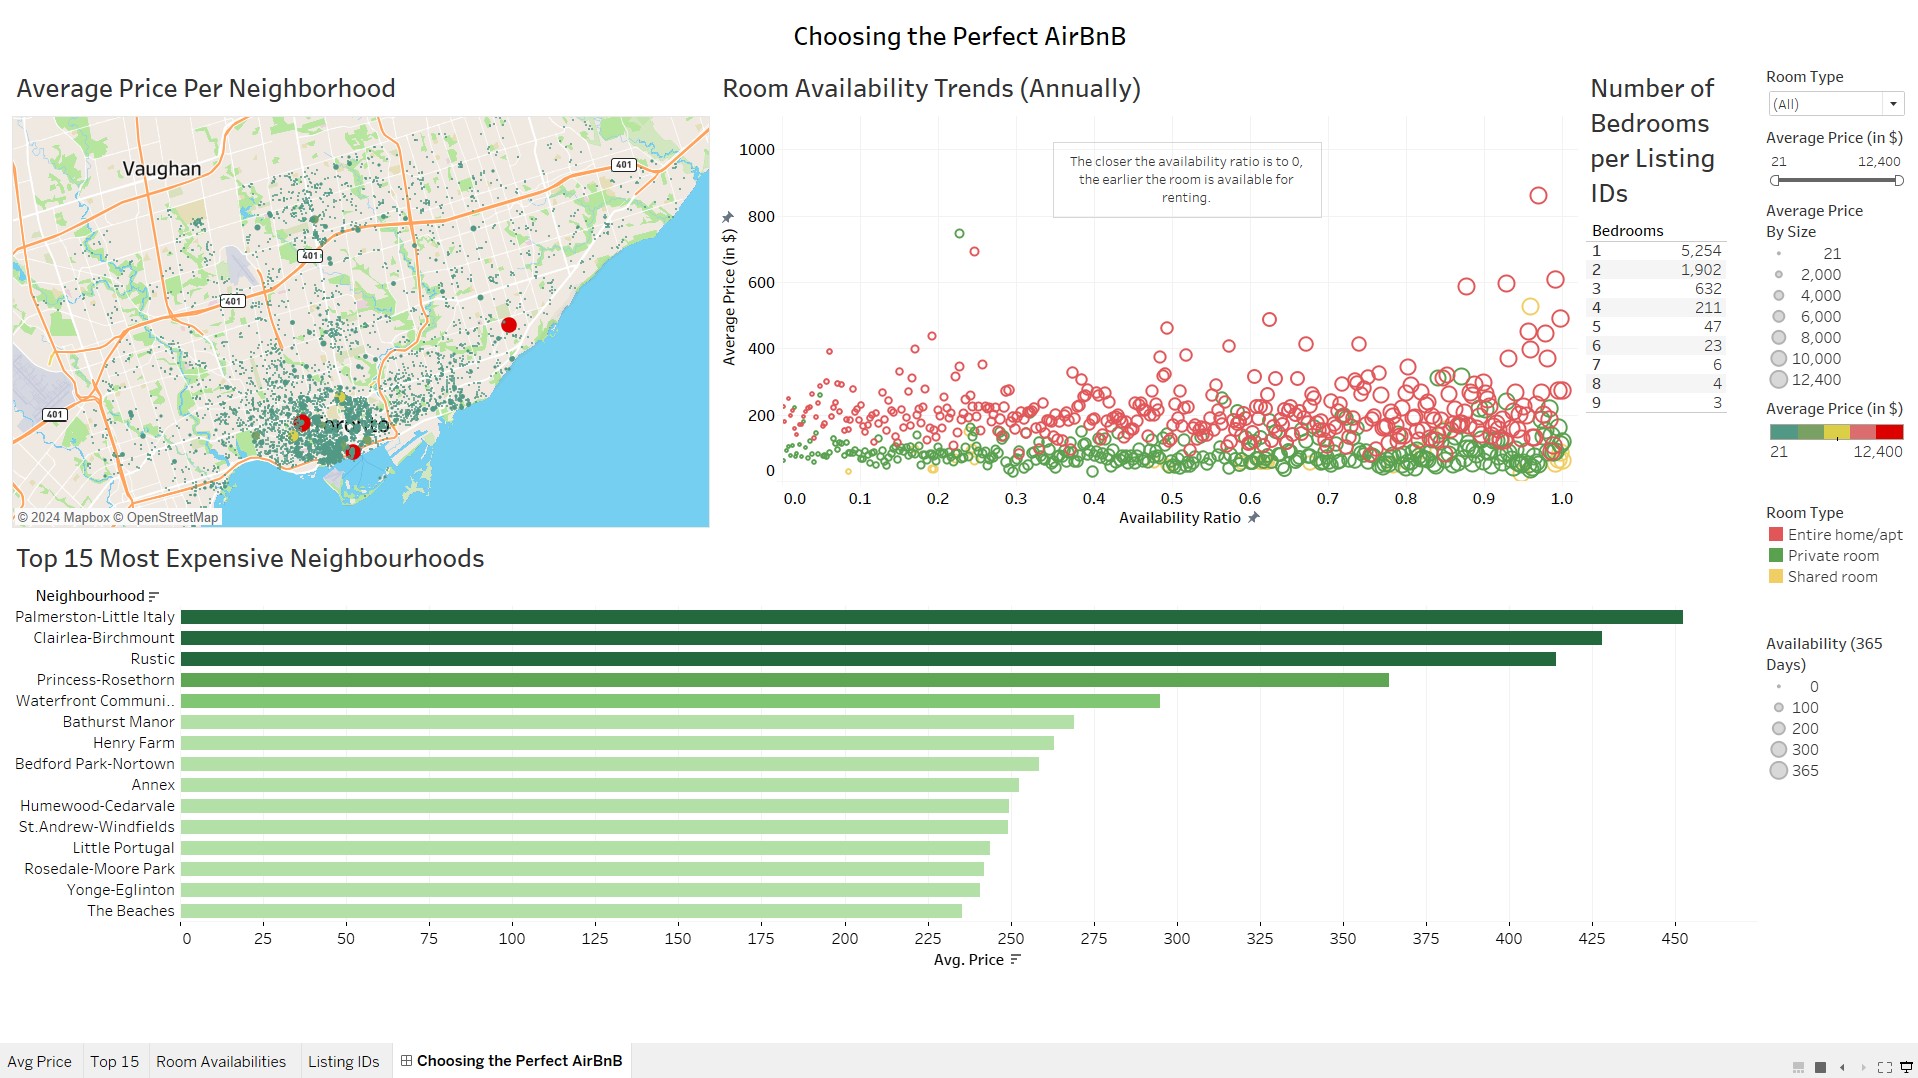 Choosing the Perfect AirBnB
Average Price Per Neighborhood
Vaughan
401
401
401
401
© 2024 Mapbox © OpenStreetMap
Room Availability Trends (Annually)
The closer the availability ratio is to 0,
the earlier the room is available for
renting.
Average Price (in $)
1000
800
600
400
200
0
0.0 0.1 0.2 0.3 0.4 0.5 0.6 0.7 0.8 0.9 1.0
Availability Ratio
Number of
Bedrooms
per Listing
IDs
Bedrooms
1 5,254
2 1,902
3 632
4 211
5 47
6 23
7 6
8 4
9 3
Room Type
(All)
Average Price (in $)
21 12,400
Average Price
By Size
21
2,000
4,000
6,000
8,000
10,000
12,400
Average Price (in $)
21 12,400
Room Type
Entire home/apt
Private room
Shared room
Availability (365
Days)
0
100
200
300
365
Top 15 Most Expensive Neighbourhoods
Neighbourhood
Palmerston-Little Italy
Clairlea-Birchmount
Rustic
Princess-Rosethorn
Waterfront Communi..
Bathurst Manor
Henry Farm
Bedford Park-Nortown
Annex
Humewood-Cedarvale
St.Andrew-Windfields
Little Portugal
Rosedale-Moore Park
Yonge-Eglinton
The Beaches
0 25 50 75 100 125 150 175 200 225 250 275 300 325 350 375 400 425 450
Avg. Price
Avg Price Top 15 Room Availabilities Listing IDs Choosing the Perfect AirBnB